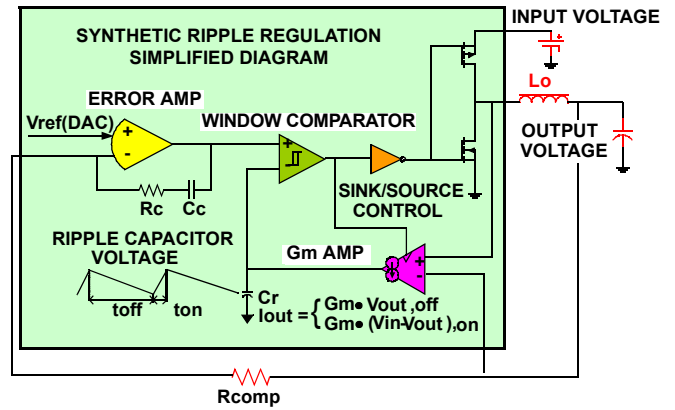 INPUT VOLTAGE
SYNTHETIC RIPPLE REGULATION
SIMPLIFIED DIAGRAM
+
Lo
ERROR AMP
Vref(DAC)
+
-
WINDOW COMPARATOR
+
-
OUTPUT
VOLTAGE
+
Rc
Cc
SINK/SOURCE
CONTROL
RIPPLE CAPACITOR
VOLTAGE
Gm AMP
+
-
toff
ton
Cr
Iout = { Gm• Vout ,off
Gm• (Vin-Vout),on
Rcomp